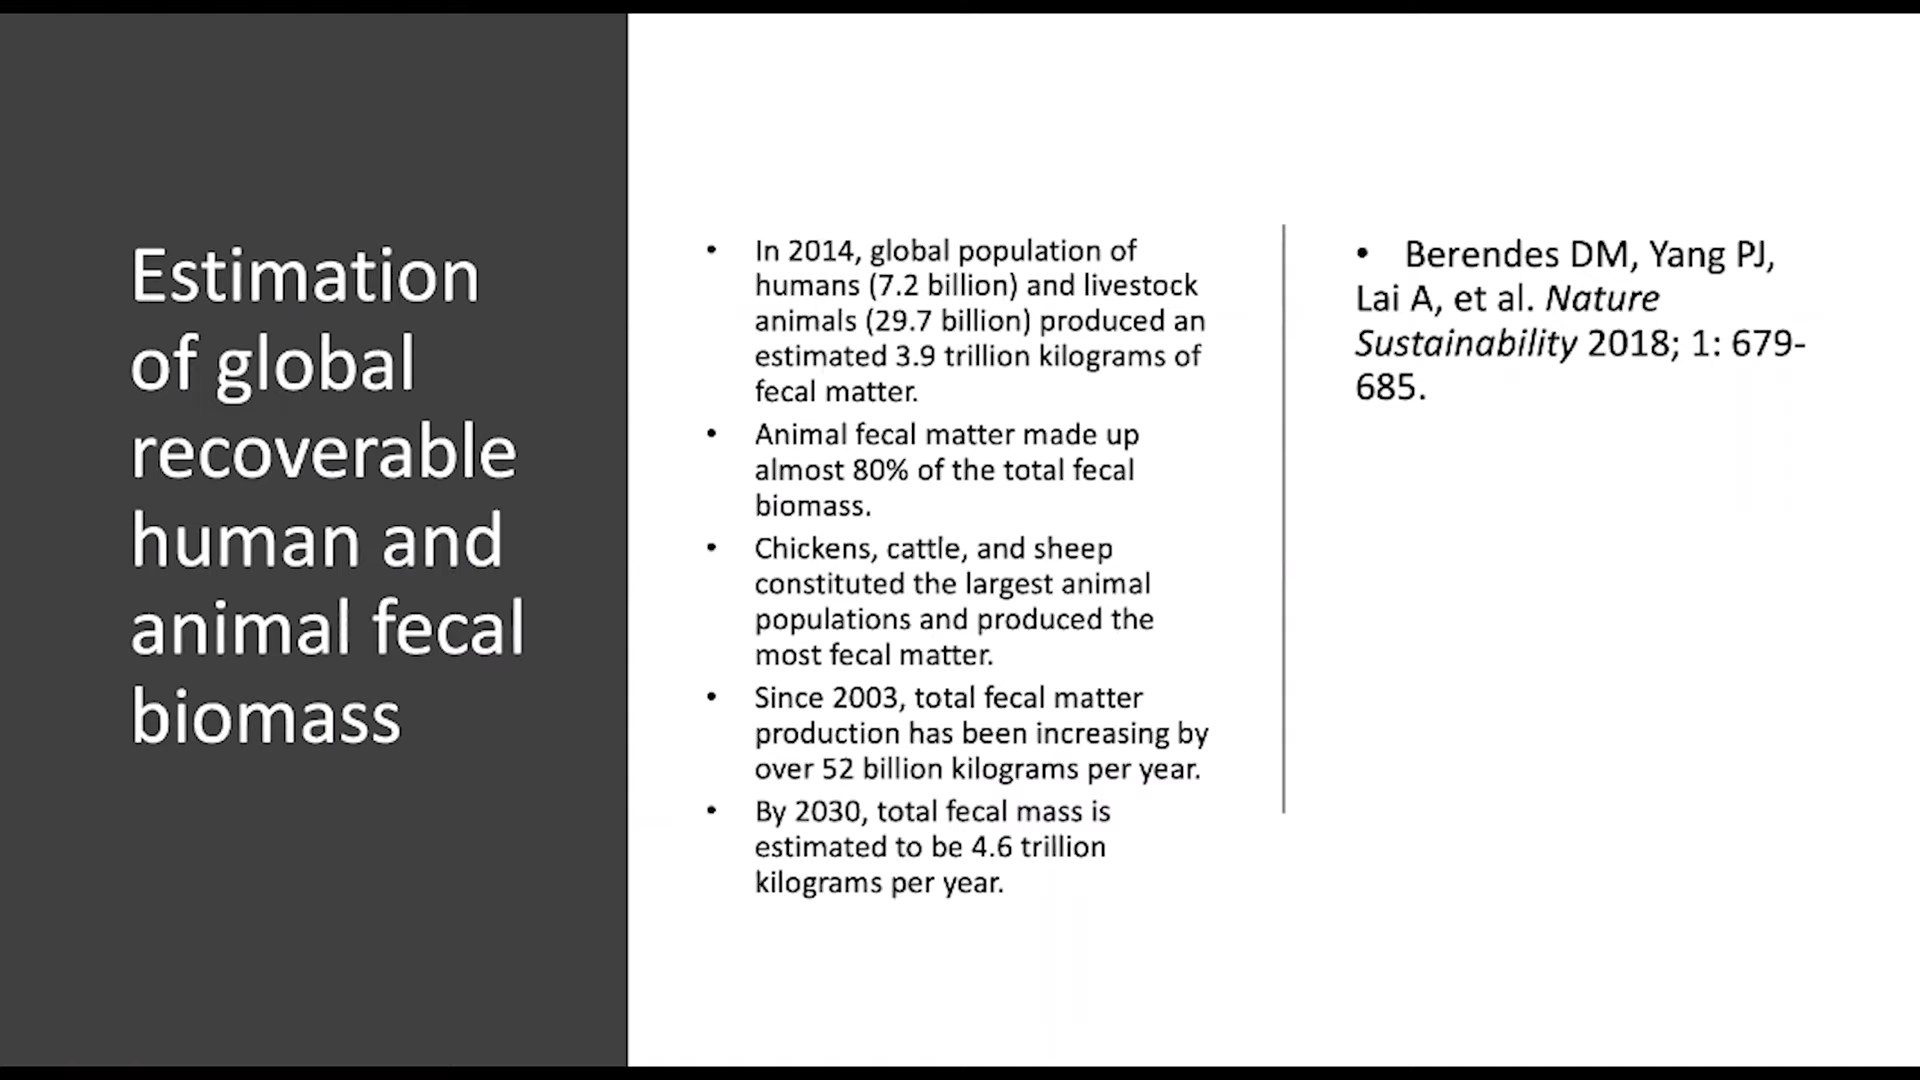 Estimation
of global
recoverable
human and
animal fecal
biomass
• In 2014, global population of
humans (7.2 billion) and livestock
animals (29.7 billion) produced an
estimated 3.9 trillion kilograms of
fecal matter.
• Animal fecal matter made up
almost 80% of the total fecal
biomass.
• Chickens, cattle, and sheep
constituted the largest animal
populations and produced the
most fecal matter.
• Since 2003, total fecal matter
production has been increasing by
over 52 billion kilograms per year.
• By 2030, total fecal mass is
estimated to be 4.6 trillion
kilograms per year.
• Berendes DM, Yang PJ,
Lai A, et al. Nature
Sustainability 2018; 1: 679-
685.